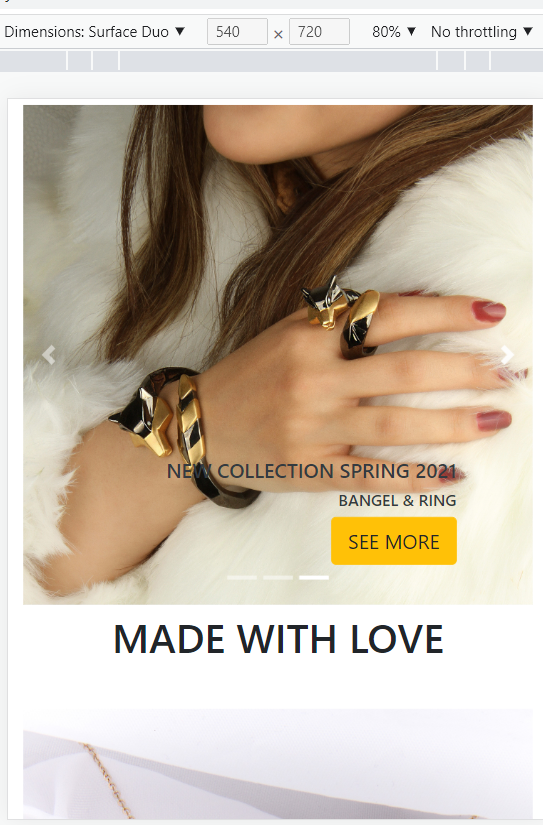 Dimensions: Surface Duo ▼ 540 × 720 80% ▼ No throttling ▼
NEW COLLECTION SPRING 2021
BANGEL & RING
SEE MORE
MADE WITH LOVE